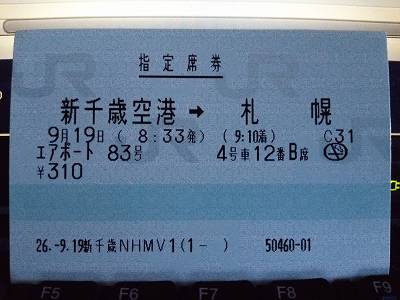 指定席券
新千歳空港 → 札幌
9月19日 ( 8:33発) (9:10着) C31
エアポート 83号 4号車12番B席
¥310
26.-9.19新千歳NHMV1(1- ) 50460-01
F5 F6 F7 F8 F9